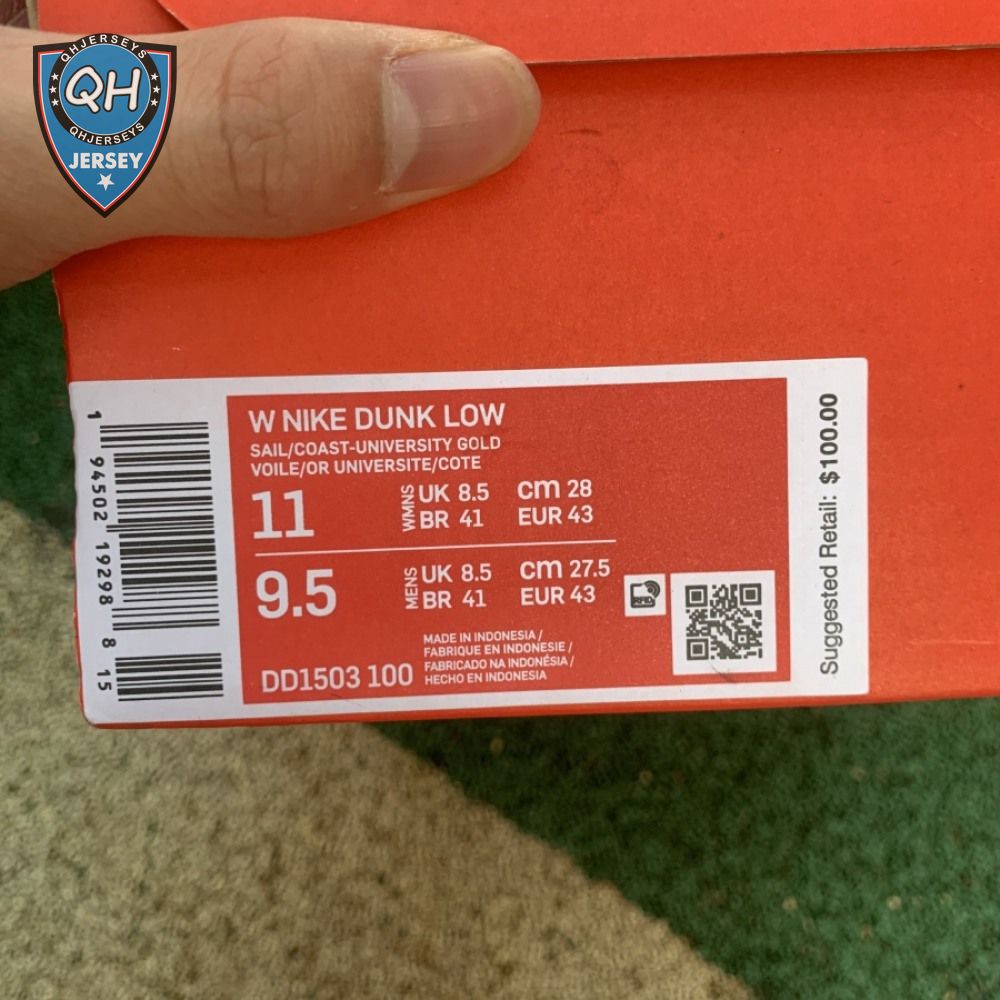 QHJERSEYS
QH
QHJERSEYS
JERSEY
W NIKE DUNK LOW
SAIL/COAST-UNIVERSITY GOLD
VOILE/OR UNIVERSITE/COTE
11 WMNS UK 8.5 cm 28
BR 41 EUR 43
9.5 MENS UK 8.5 cm 27.5
BR 41 EUR 43
MADE IN INDONESIA /
FABRIQUE EN INDONESIE /
FABRICADO NA INDONÉSIA /
HECHO EN INDONESIA
DD1503 100
1 94502 19298 8 15
Suggested Retail: $100.00